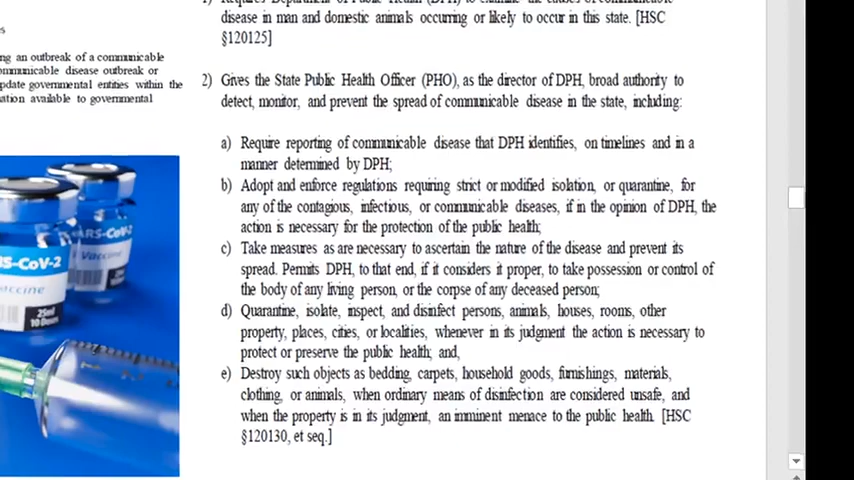 es
ng an outbreak of a communicable
ommunicable disease outbreak or
pdate governmental entities within the
ation available to governmental
disease in man and domestic animals occurring or likely to occur in this state. [HSC
§120125]
2) Gives the State Public Health Officer (PHO), as the director of DPH, broad authority to
detect, monitor, and prevent the spread of communicable disease in the state, including:
a) Require reporting of communicable disease that DPH identifies, on timelines and in a
manner determined by DPH;
b) Adopt and enforce regulations requiring strict or modified isolation, or quarantine, for
any of the contagious, infectious, or communicable diseases, if in the opinion of DPH, the
action is necessary for the protection of the public health;
c) Take measures as are necessary to ascertain the nature of the disease and prevent its
spread. Permits DPH, to that end, if it considers it proper, to take possession or control of
the body of any living person, or the corpse of any deceased person;
d) Quarantine, isolate, inspect, and disinfect persons, animals, houses, rooms, other
property, places, cities, or localities, whenever in its judgment the action is necessary to
protect or preserve the public health; and,
e) Destroy such objects as bedding, carpets, household goods, furnishings, materials,
clothing, or animals, when ordinary means of disinfection are considered unsafe, and
when the property is in its judgment, an imminent menace to the public health. [HSC
§120130, et seq.]
ARS-CoV-2
Vaccine
S-CoV-2
accine
25ml
10 Doses